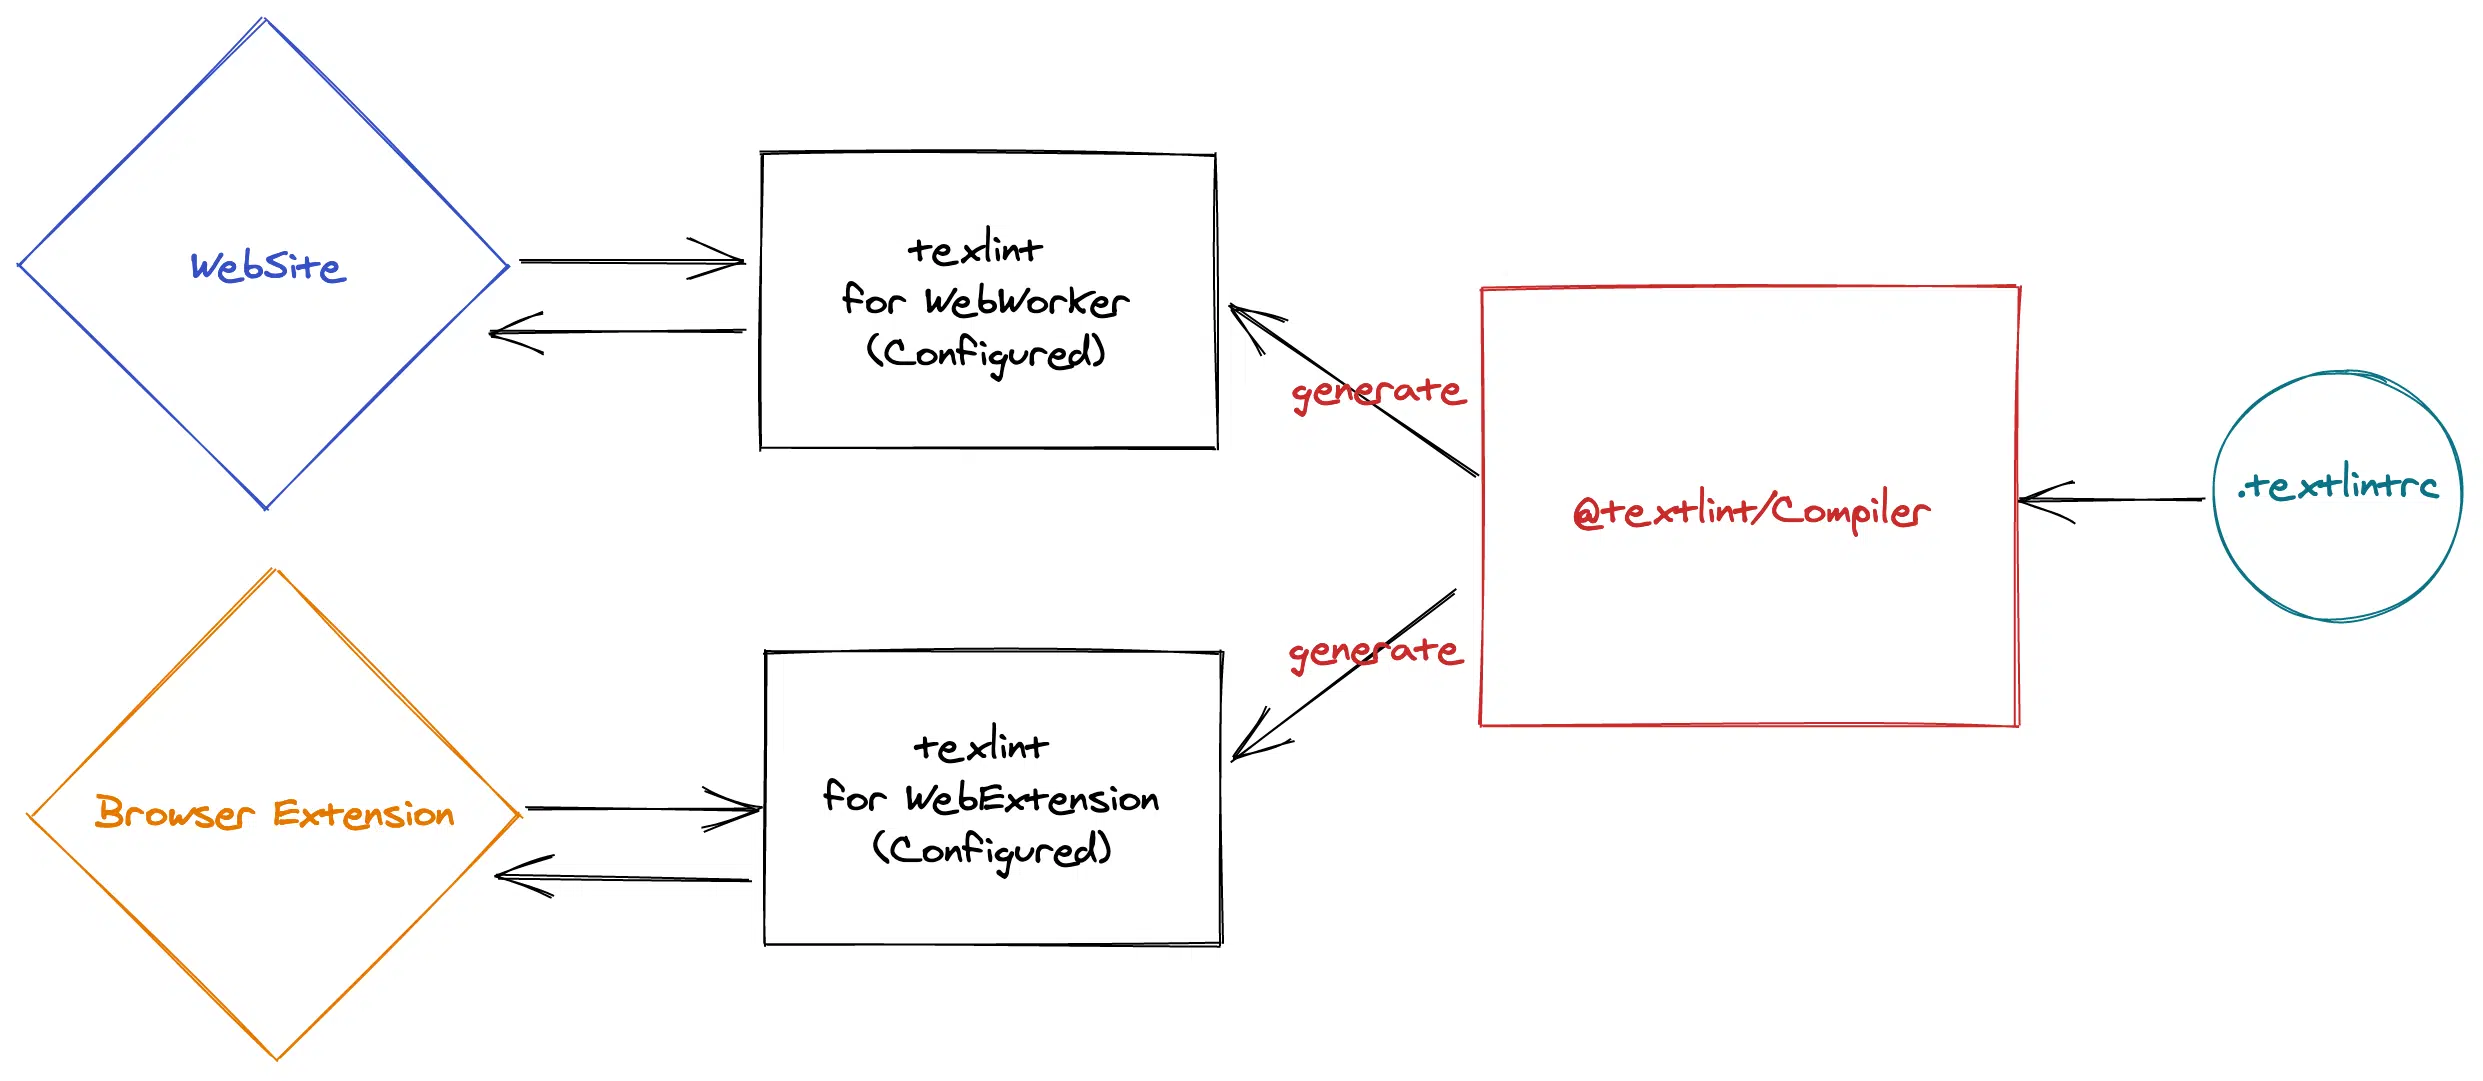 WebSite
texlint
for WebWorker
(Configured)
generate
@textlint/Compiler
.textlintrc
generate
Browser Extension
texlint
for WebExtension
(Configured)